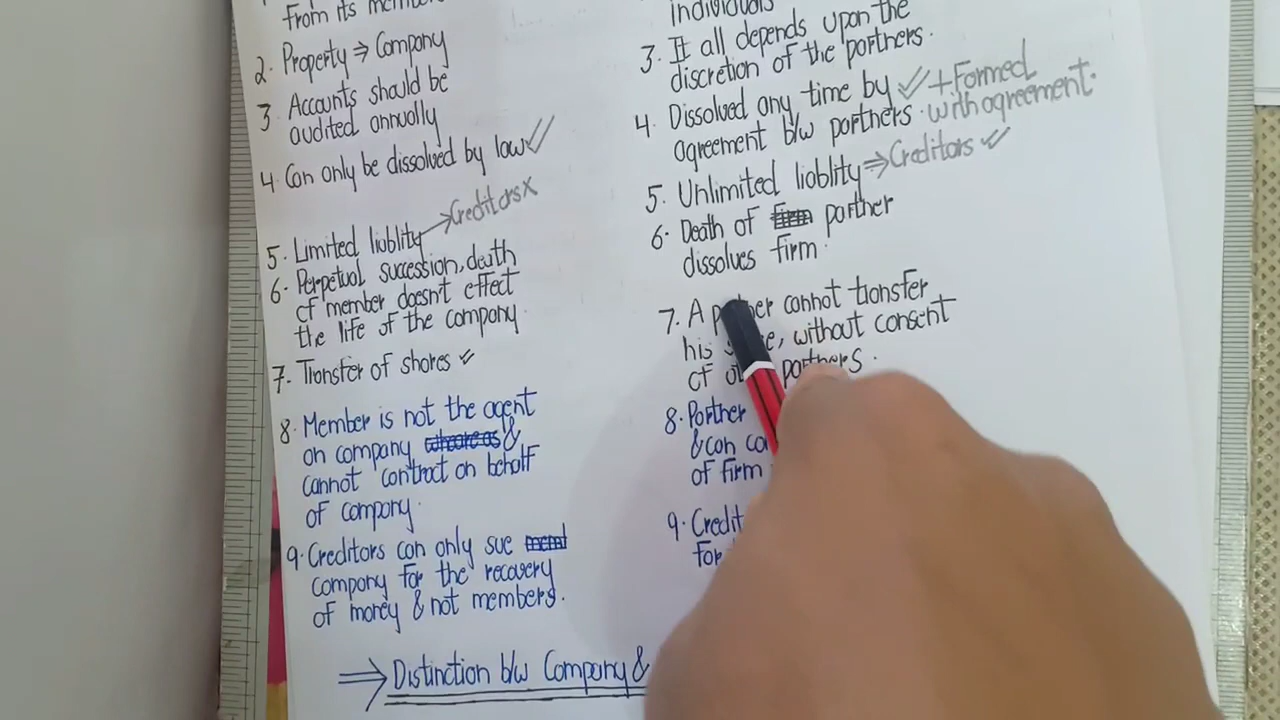 from its
2. Property ⇒ Company
3. Accounts should be
audited annually
4. Can only be dissolved by law ✓
5. Limited liablity → Creditors x
6. Perpetual succession, death
of member doesn't effect
the life of the company.
7. Transfer of shares ✓
8. Member is not the agent
on company &
cannot contract on behalf
of company.
9. Creditors can only sue
company for the recovery
of money & not members.
⇒ Distinction b/w Company &
individuals
3. It all depends upon the
discretion of the partners.
4. Dissolved any time by ✓ + Formed
agreement b/w partners. with agreement.
5. Unlimited liablity ⇒ Creditors ✓
6. Death of firm partner
dissolves firm.
7. A cannot transfer
his, without consent
of partners.
8. Partner
& can
of firm
9.
for